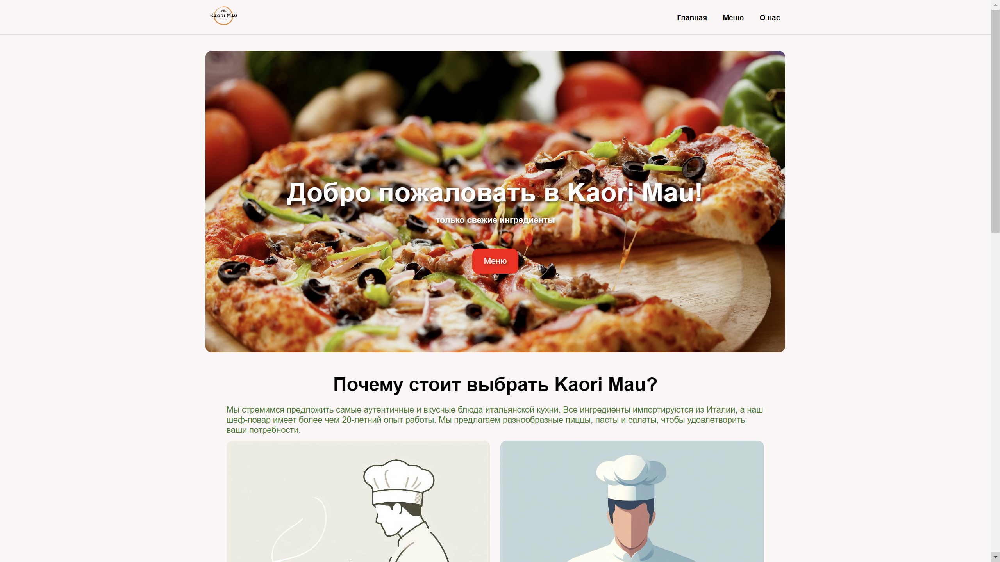 KAORI MAU
Главная
Меню
О нас
Добро пожаловать в Kaori Mau!
только свежие ингредиенты
Меню
Почему стоит выбрать Kaori Mau?
Мы стремимся предложить самые аутентичные и вкусные блюда итальянской кухни. Все ингредиенты импортируются из Италии, а наш
шеф-повар имеет более чем 20-летний опыт работы. Мы предлагаем разнообразные пиццы, пасты и салаты, чтобы удовлетворить
ваши потребности.